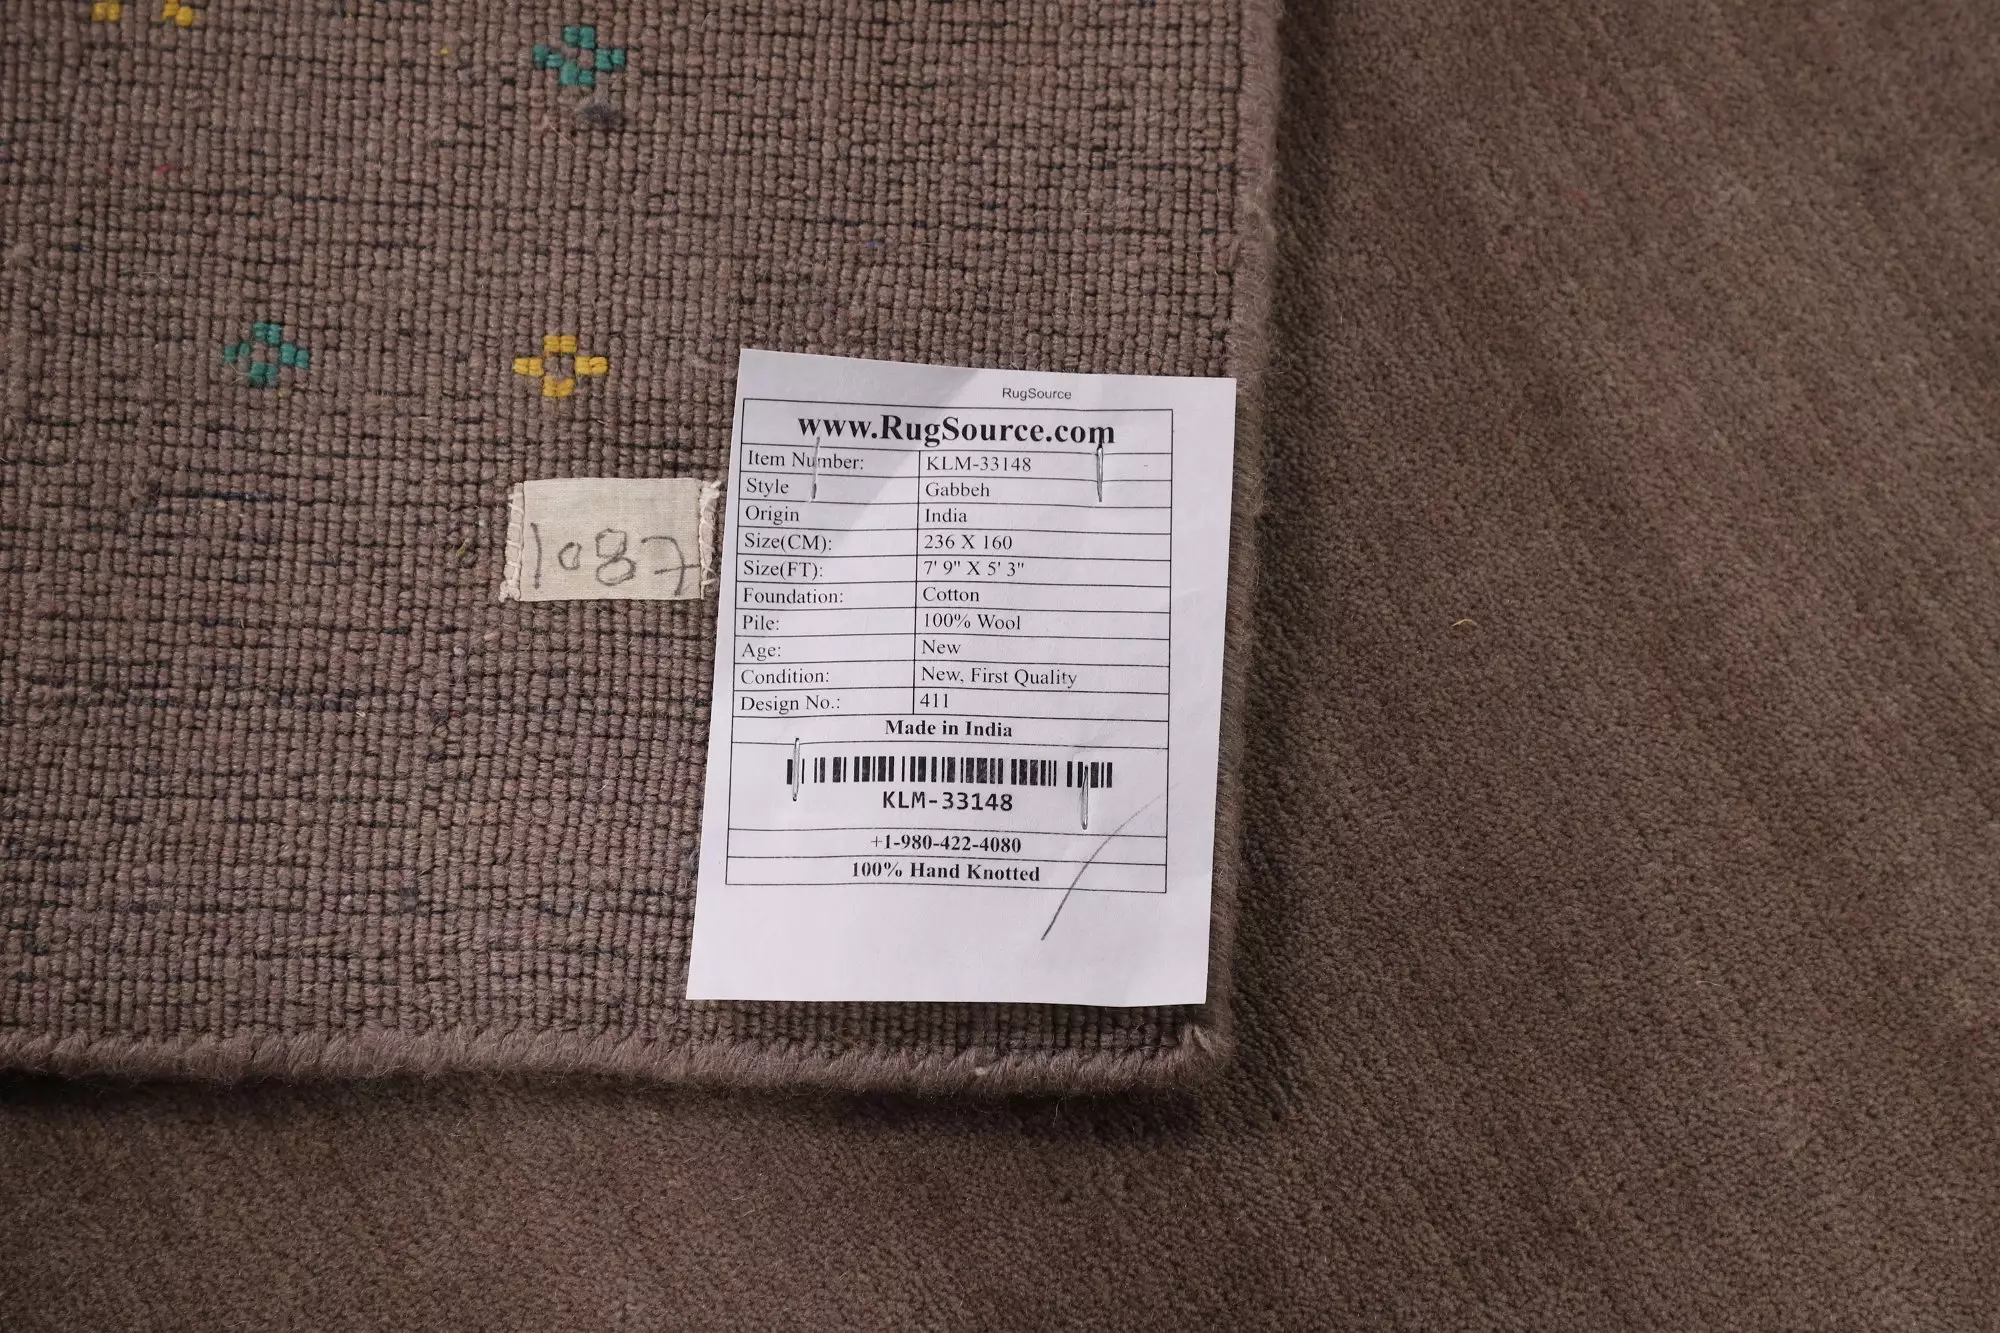 RugSource
www.RugSource.com
Item Number: KLM-33148
Style Gabbeh
Origin India
Size(CM): 236 X 160
Size(FT): 7' 9" X 5' 3"
Foundation: Cotton
Pile: 100% Wool
Age: New
Condition: New, First Quality
Design No.: 411
Made in India
KLM-33148
+1-980-422-4080
100% Hand Knotted
1087